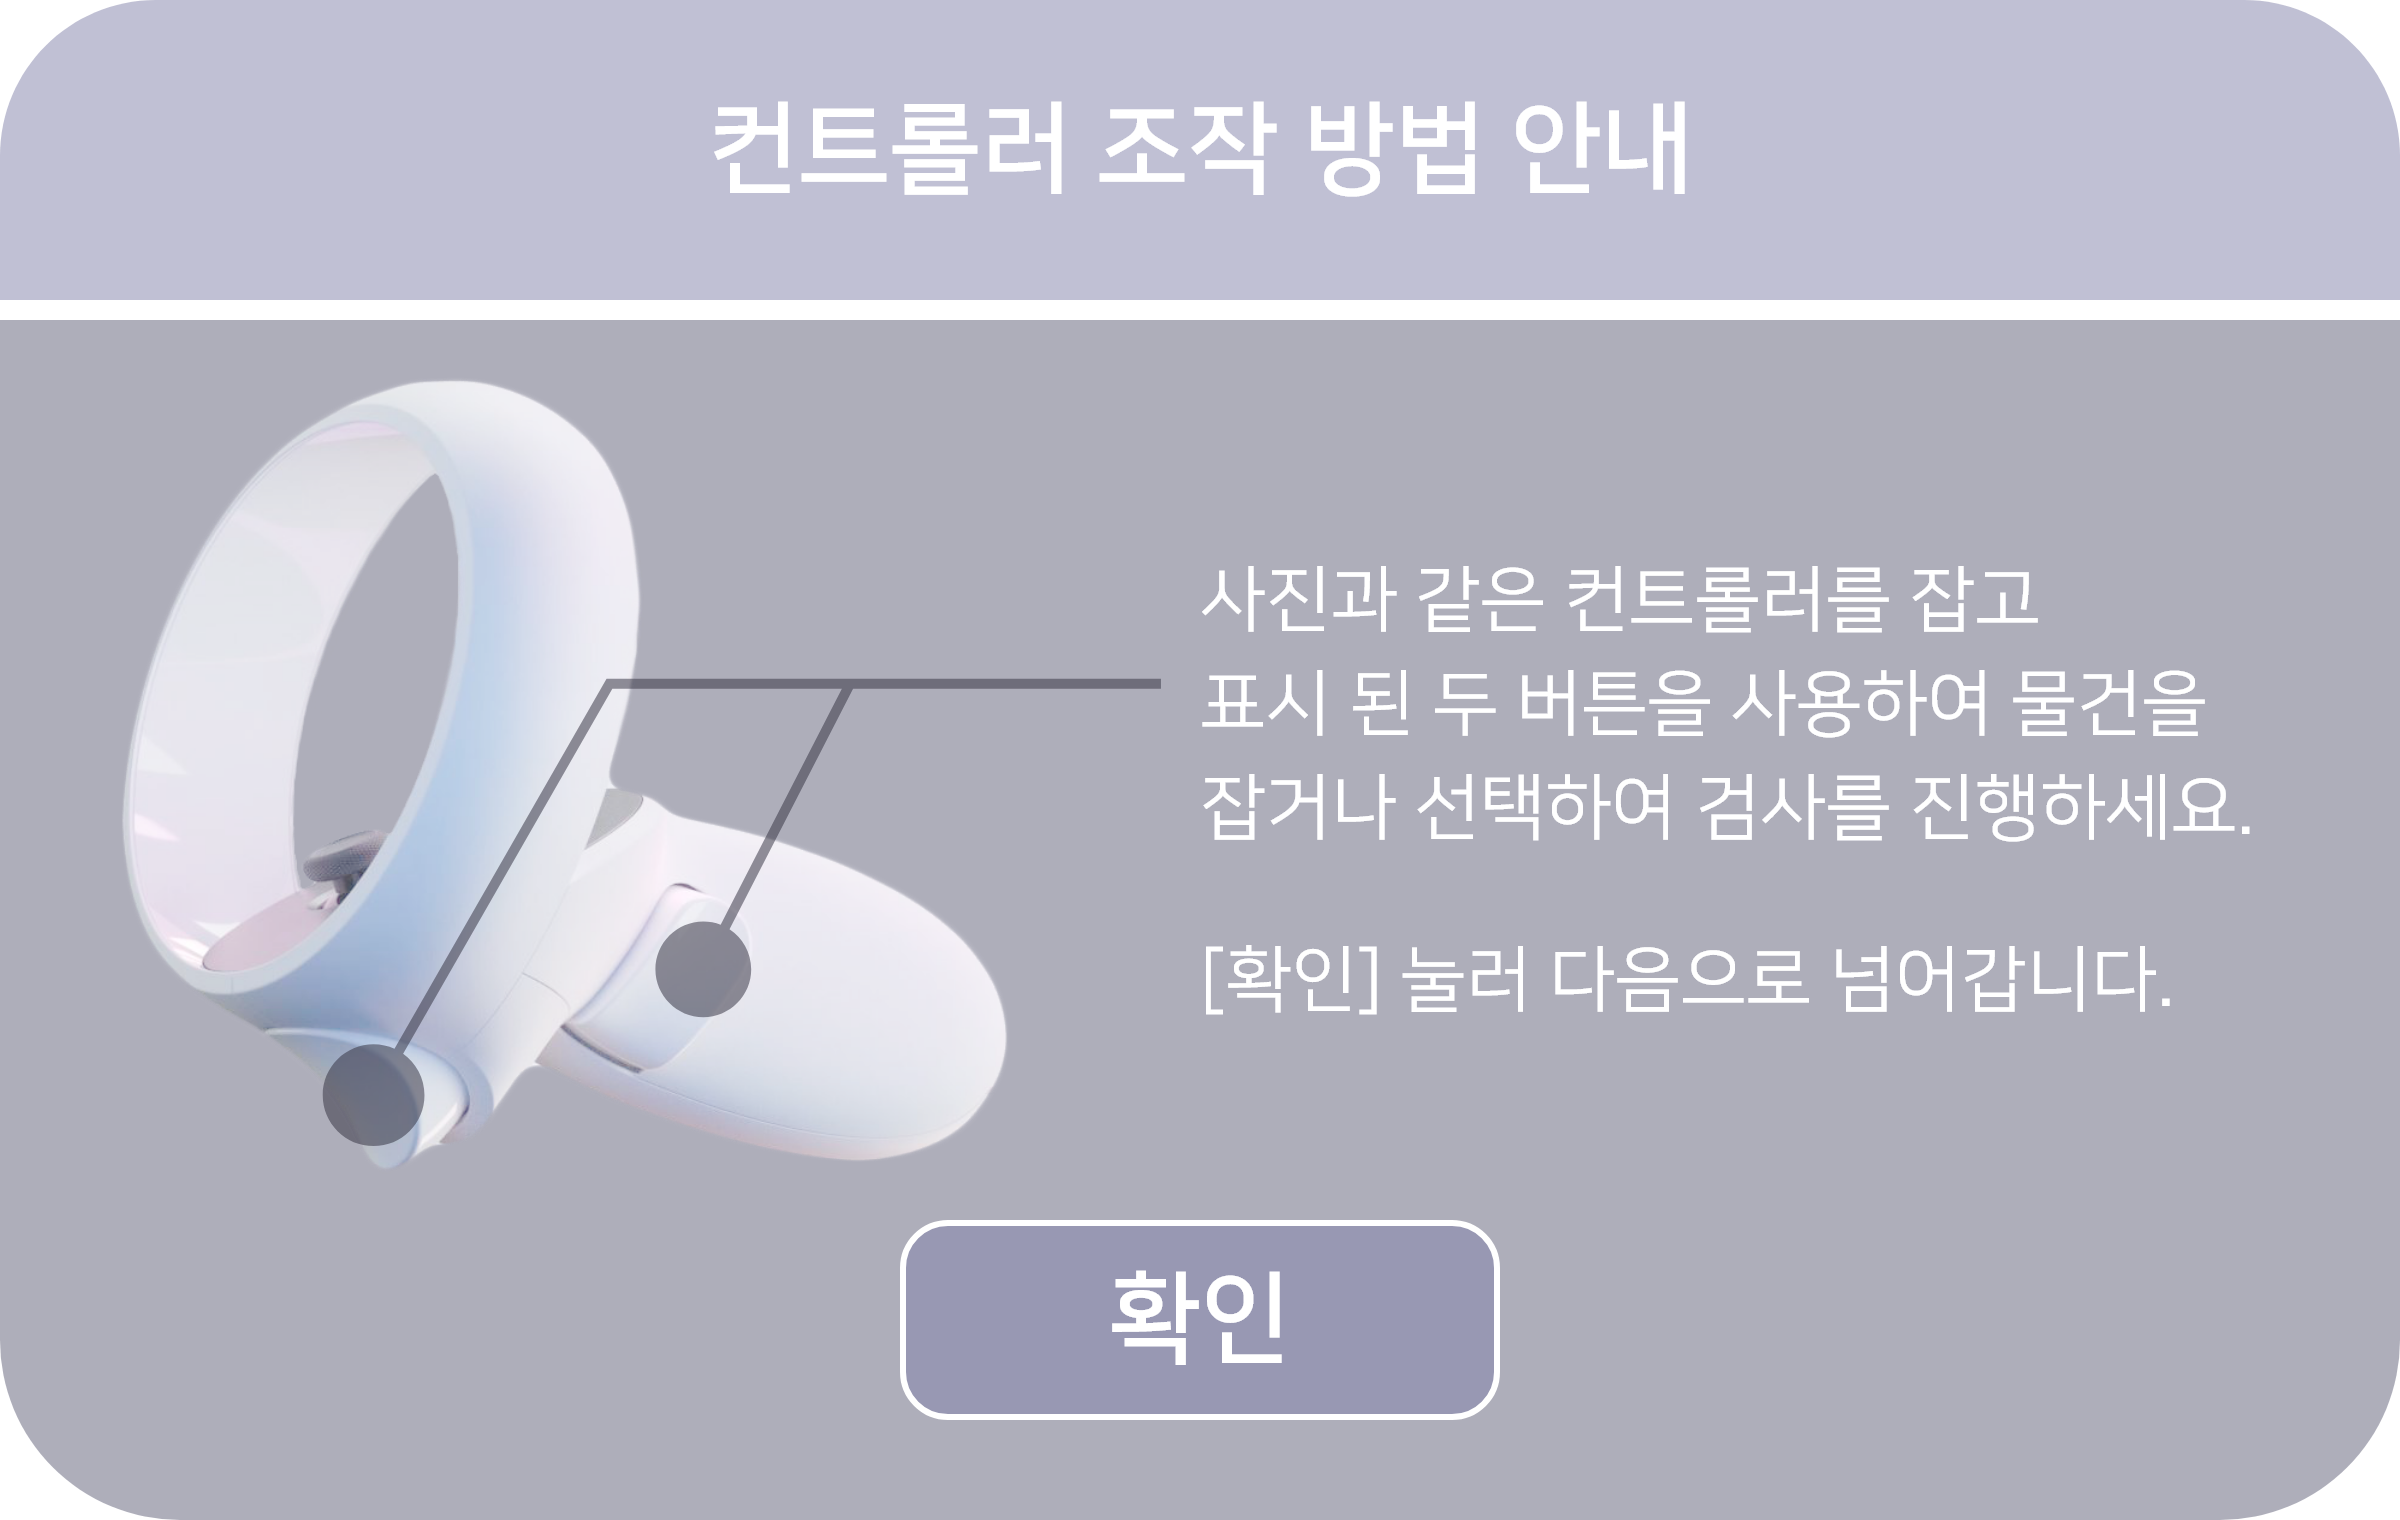 컨트롤러 조작 방법 안내
사진과 같은 컨트롤러를 잡고
표시 된 두 버튼을 사용하여 물건을
잡거나 선택하여 검사를 진행하세요.
[확인] 눌러 다음으로 넘어갑니다.
확인